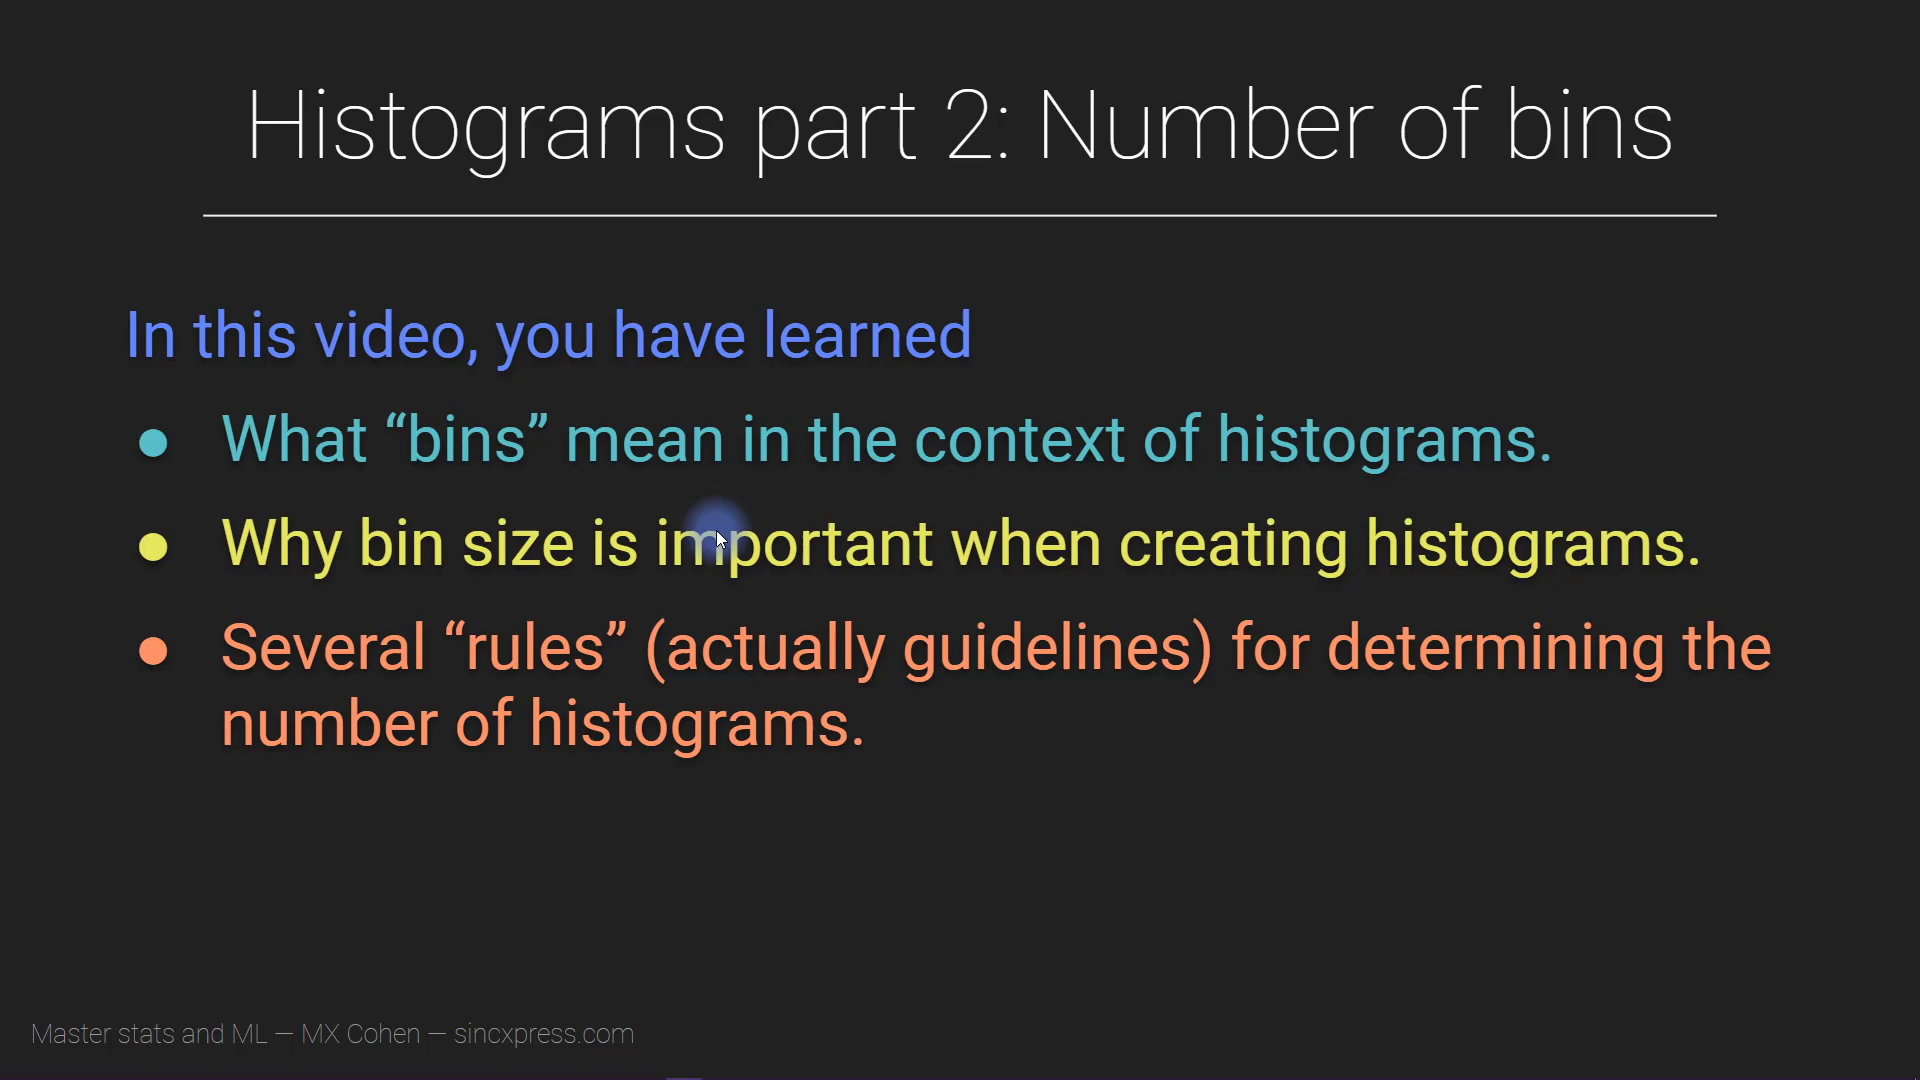 Histograms part 2: Number of bins
In this video, you have learned
● What “bins” mean in the context of histograms.
● Why bin size is important when creating histograms.
● Several “rules” (actually guidelines) for determining the
number of histograms.
Master stats and ML — MX Cohen — sincxpress.com